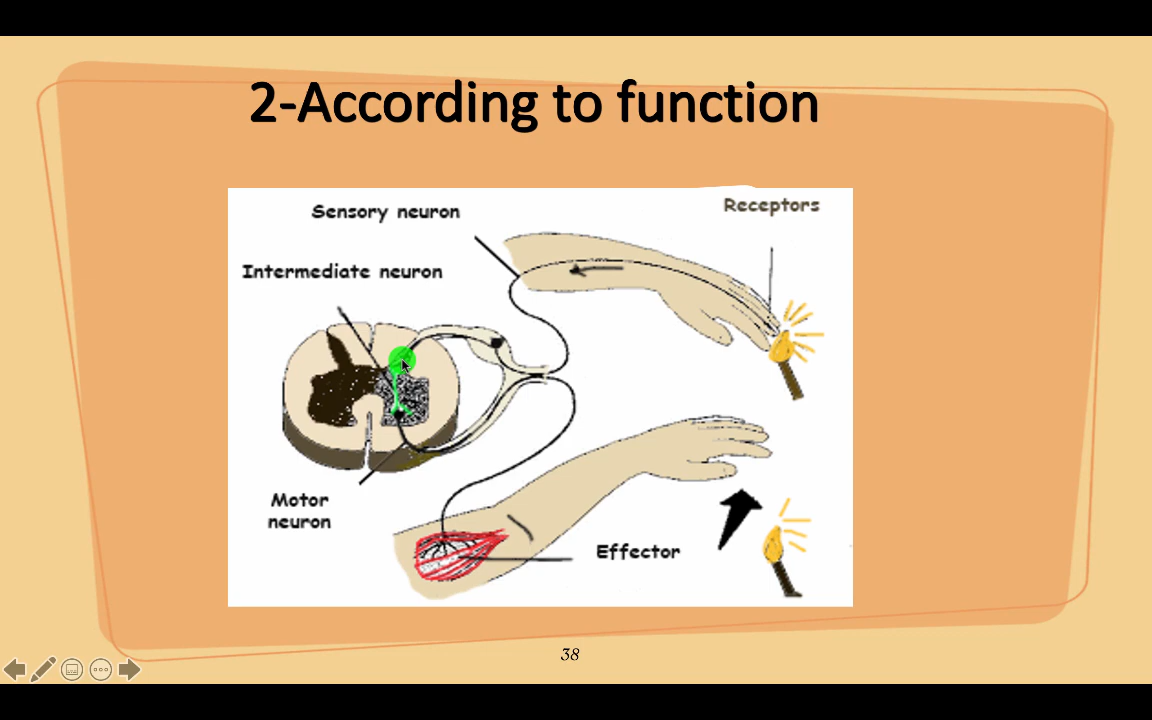 2-According to function
Sensory neuron
Receptors
Intermediate neuron
Motor
neuron
Effector
38